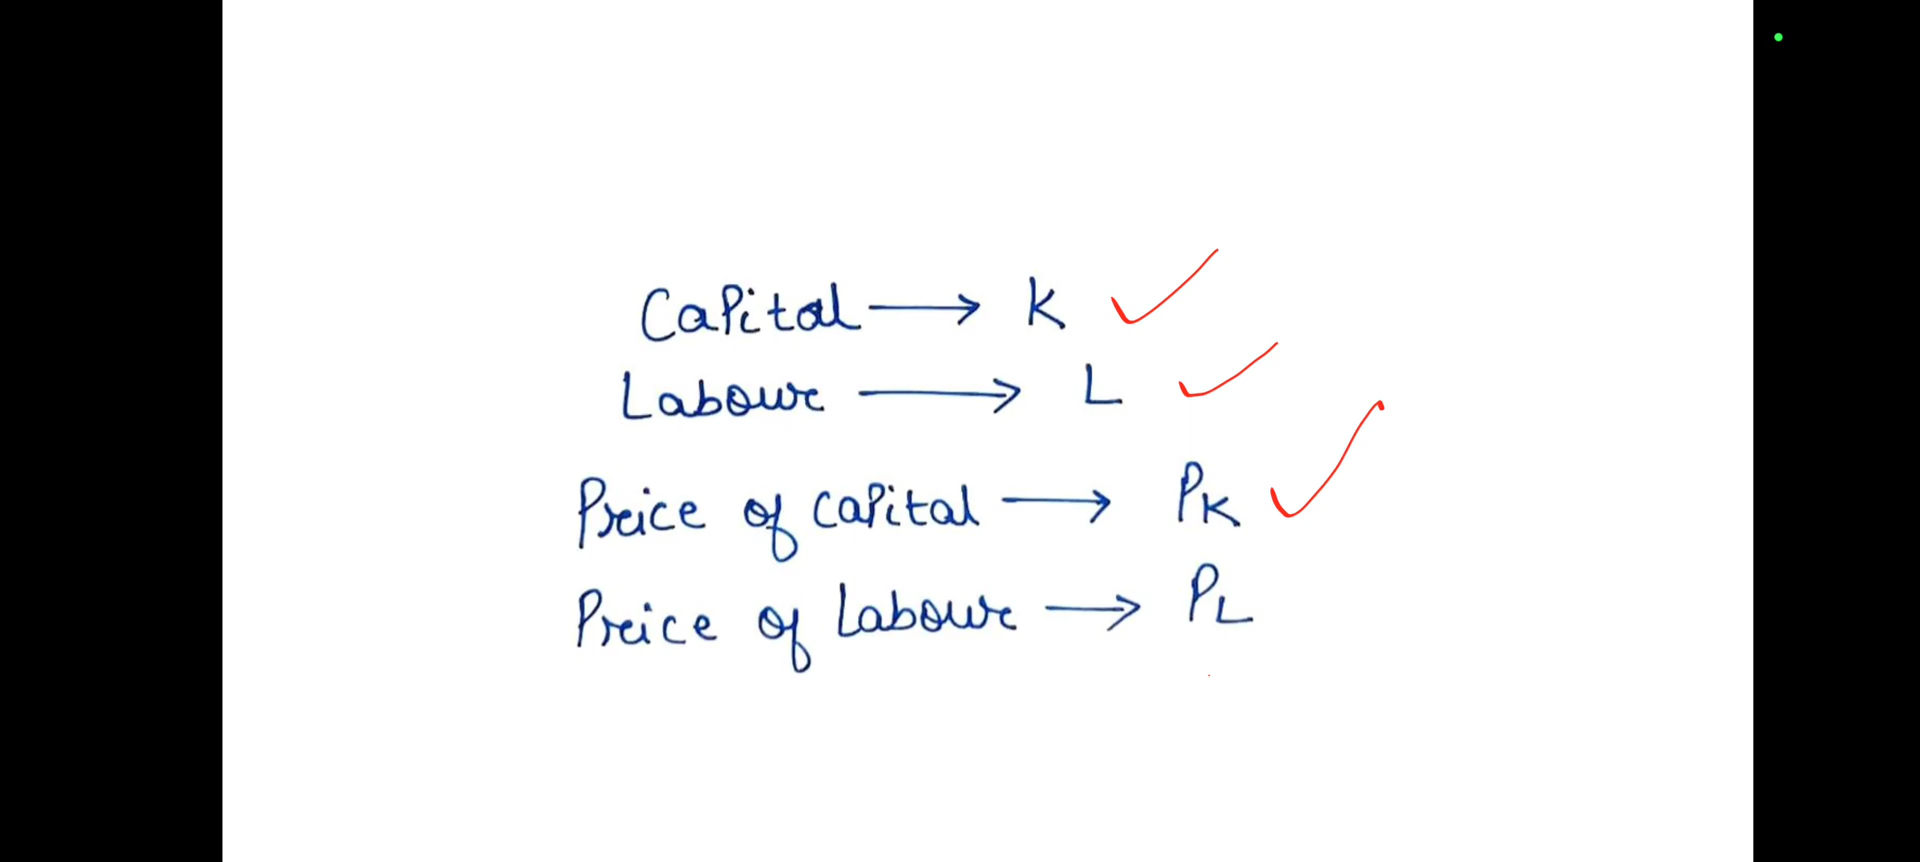 Capital → K
Labour → L
Price of capital → PK
Price of Labour → PL